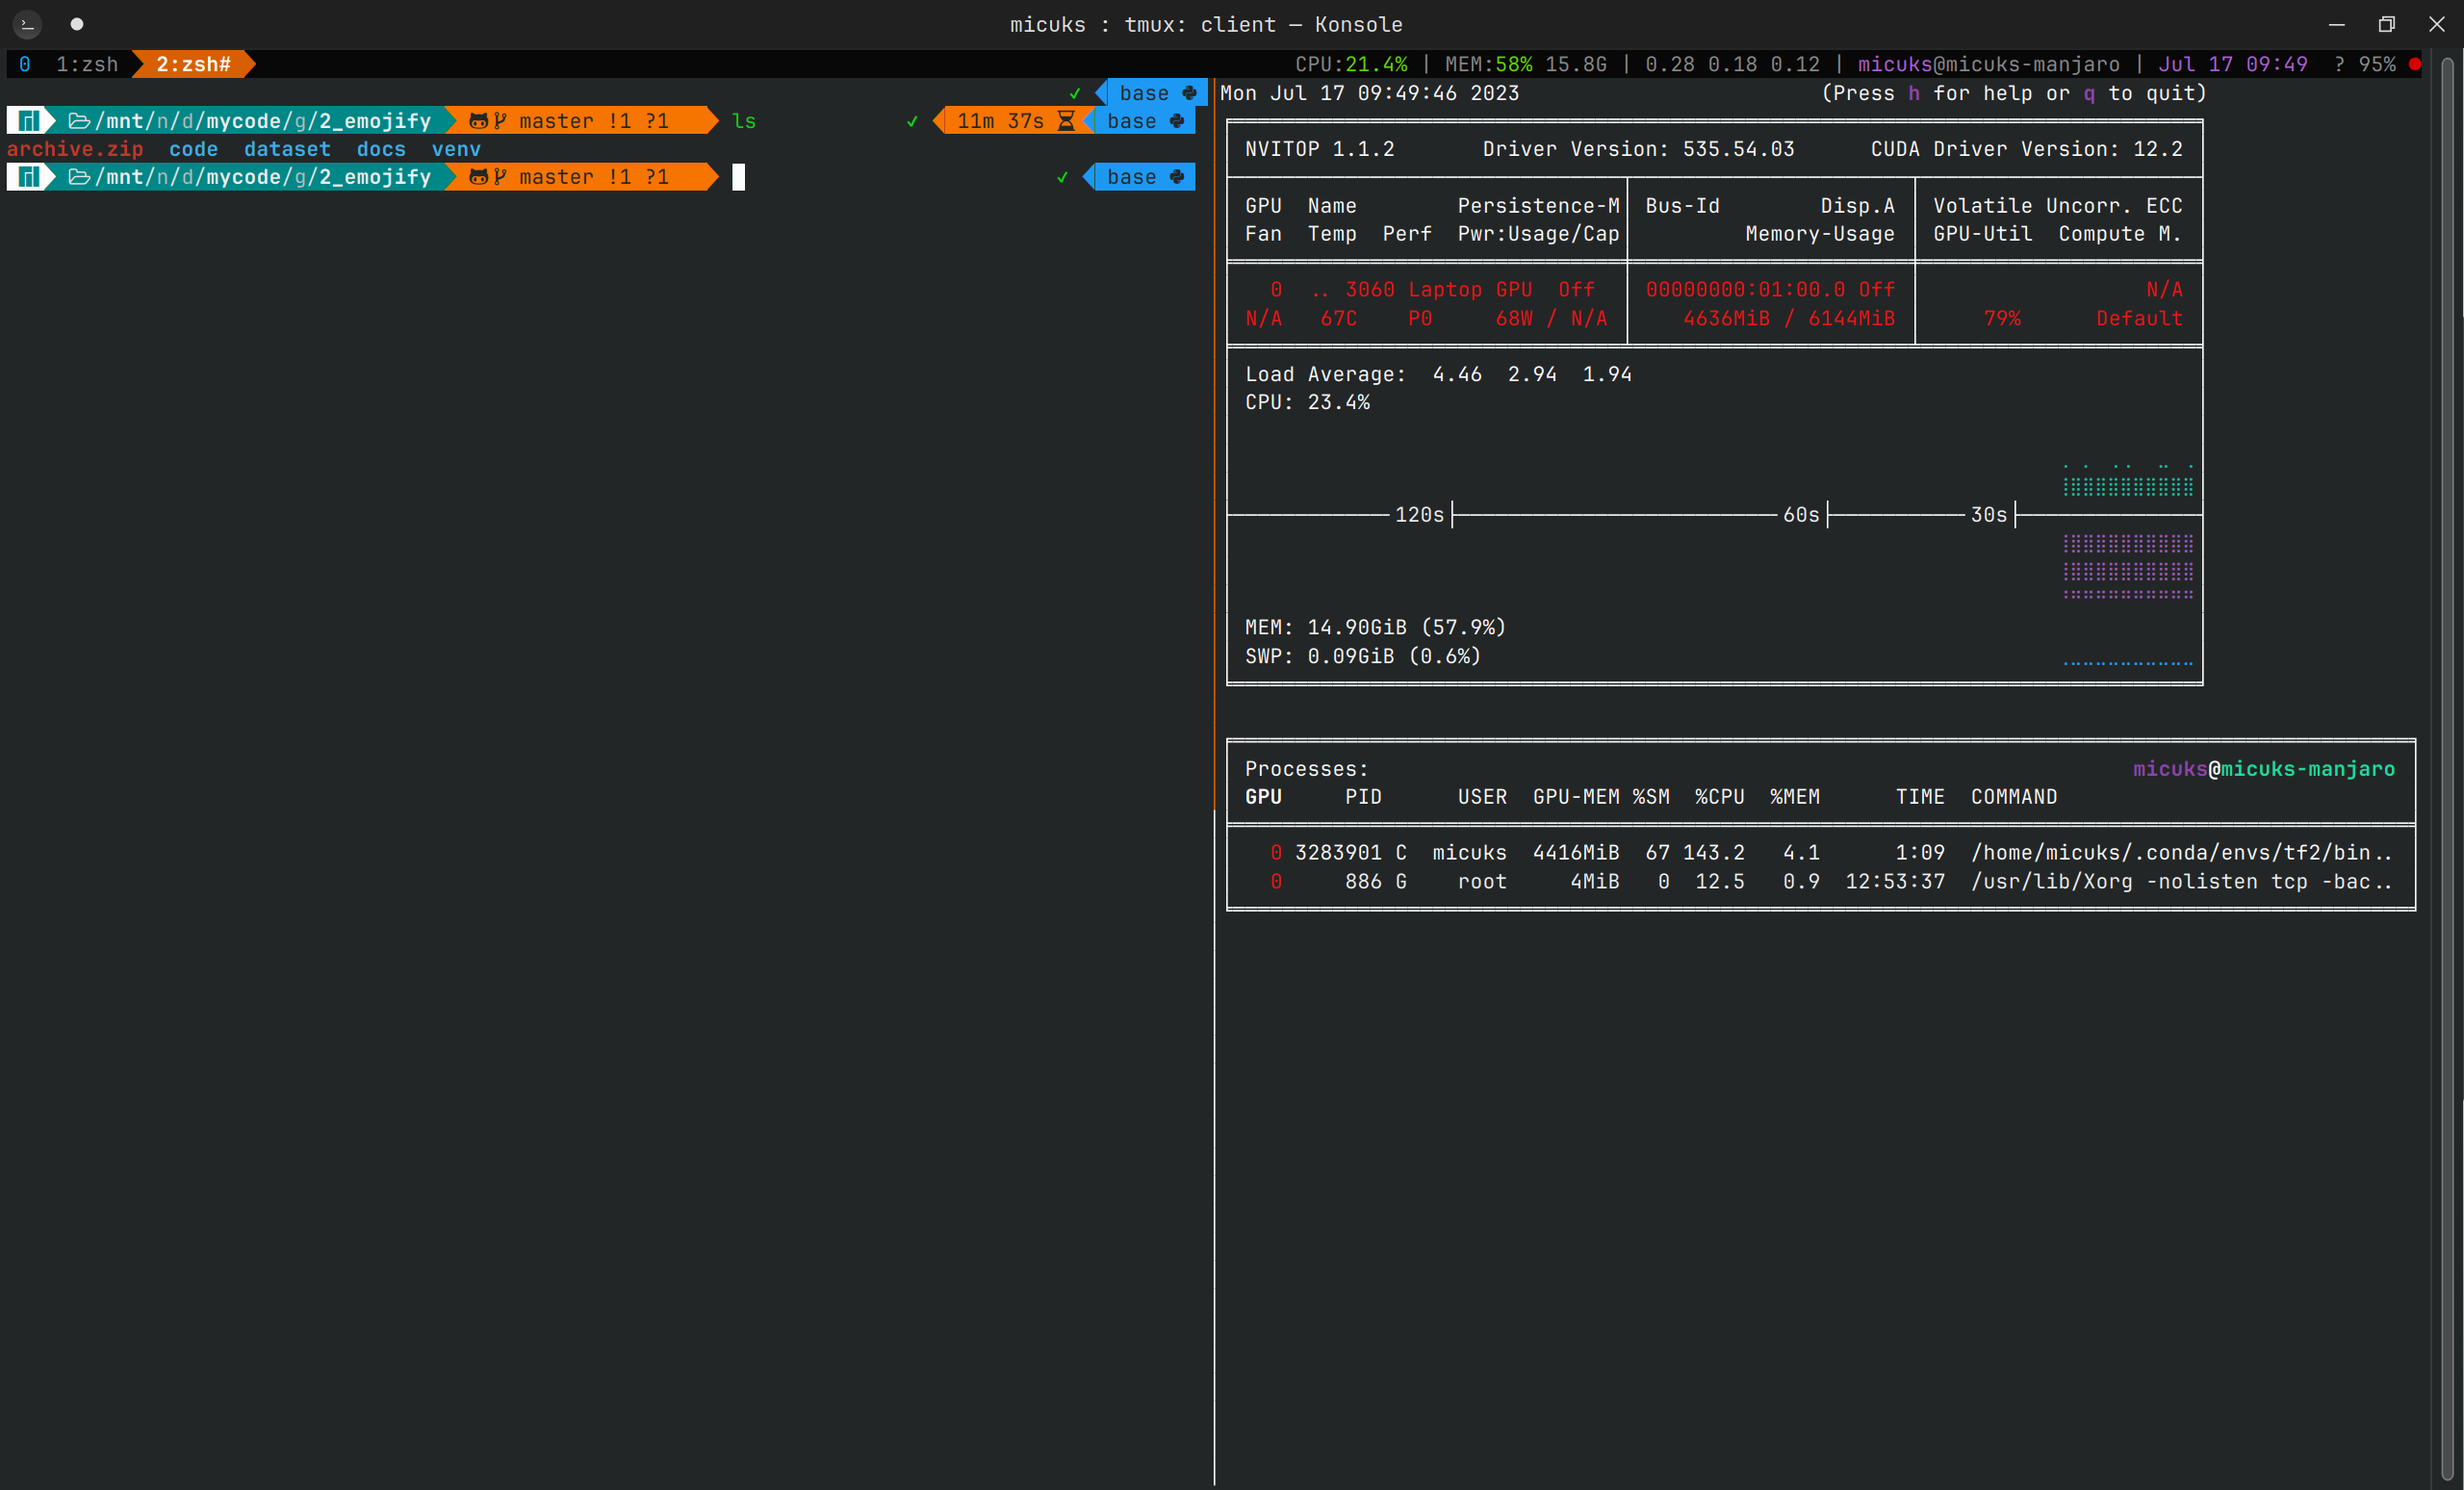 micuks : tmux: client — Konsole
0 1:zsh 2:zsh# CPU:21.4% | MEM:58% 15.8G | 0.28 0.18 0.12 | micuks@micuks-manjaro | Jul 17 09:49 ? 95%
✓ base
/mnt/n/d/mycode/g/2_emojify master !1 ?1 ls ✓ 11m 37s base
archive.zip code dataset docs venv
/mnt/n/d/mycode/g/2_emojify master !1 ?1 ✓ base
Mon Jul 17 09:49:46 2023 (Press h for help or q to quit)
NVITOP 1.1.2 Driver Version: 535.54.03 CUDA Driver Version: 12.2
GPU Name Persistence-M Bus-Id Disp.A Volatile Uncorr. ECC
Fan Temp Perf Pwr:Usage/Cap Memory-Usage GPU-Util Compute M.
0 .. 3060 Laptop GPU Off 00000000:01:00.0 Off N/A
N/A 67C P0 68W / N/A 4636MiB / 6144MiB 79% Default
Load Average: 4.46 2.94 1.94
CPU: 23.4%
120s 60s 30s
MEM: 14.90GiB (57.9%)
SWP: 0.09GiB (0.6%)
Processes: micuks@micuks-manjaro
GPU PID USER GPU-MEM %SM %CPU %MEM TIME COMMAND
0 3283901 C micuks 4416MiB 67 143.2 4.1 1:09 /home/micuks/.conda/envs/tf2/bin..
0 886 G root 4MiB 0 12.5 0.9 12:53:37 /usr/lib/Xorg -nolisten tcp -bac..